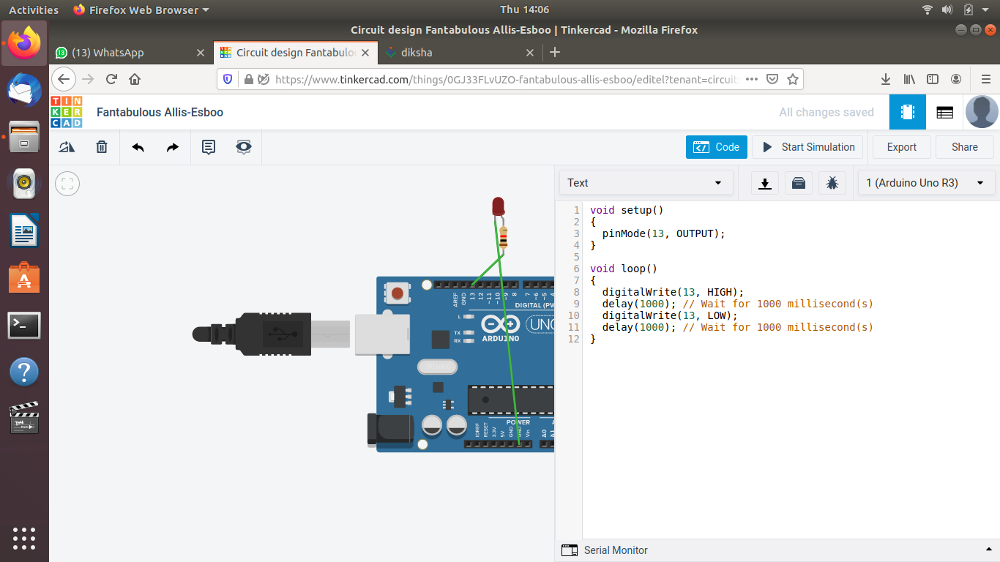 Activities Firefox Web Browser Thu 14:06
Circuit design Fantabulous Allis-Esboo | Tinkercad - Mozilla Firefox
13 (13) WhatsApp Circuit design Fantabulo diksha
https://www.tinkercad.com/things/0GJ33FLvUZO-fantabulous-allis-esboo/editel?tenant=circuit
TIN
KER
CAD
Fantabulous Allis-Esboo All changes saved
Code Start Simulation Export Share
Text 1 (Arduino Uno R3)
1 void setup()
2 {
3 pinMode(13, OUTPUT);
4 }
5
6 void loop()
7 {
8 digitalWrite(13, HIGH);
9 delay(1000); // Wait for 1000 millisecond(s)
10 digitalWrite(13, LOW);
11 delay(1000); // Wait for 1000 millisecond(s)
12 }
AREF GND 13 12 ~11 ~10 ~9 8 7 ~6 ~5 4
DIGITAL (PW
L
UNO
TX
RX
ARDUINO
POWER A
IOREF RESET 3.3V 5V GND GND Vin A0 A1
Serial Monitor